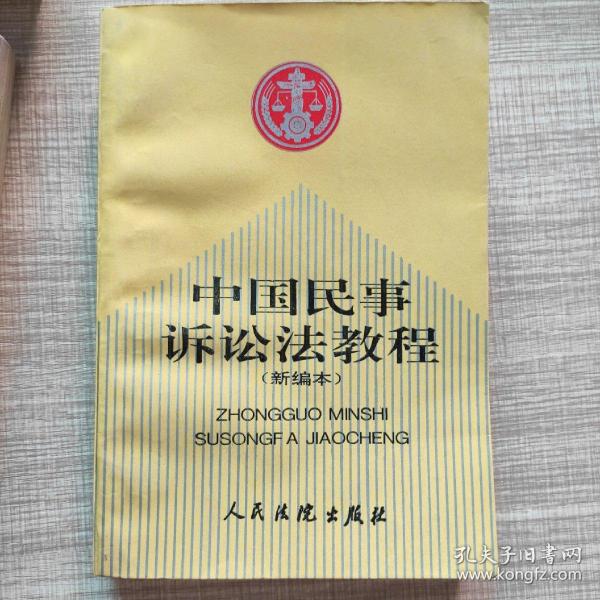 中国民事
诉讼法教程
(新编本)
ZHONGGUO MINSHI
SUSONGFA JIAOCHENG
人民法院出版社
孔夫子旧书网
www.kongfz.com